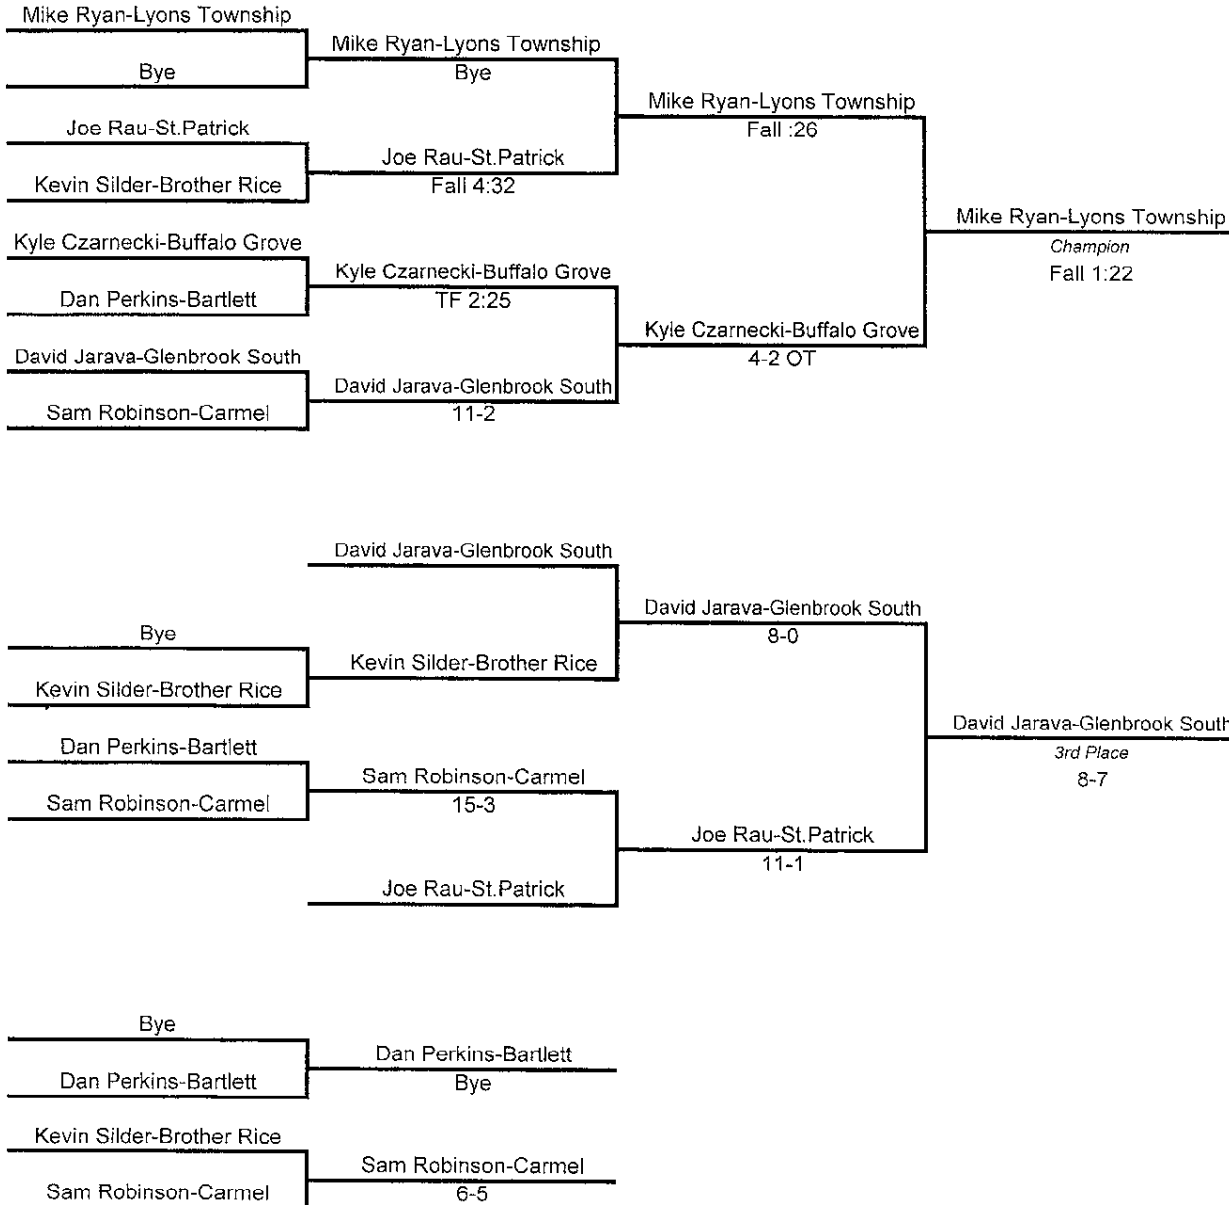 Mike Ryan-Lyons Township
Bye
Joe Rau-St.Patrick
Kevin Silder-Brother Rice
Kyle Czarnecki-Buffalo Grove
Dan Perkins-Bartlett
David Jarava-Glenbrook South
Sam Robinson-Carmel
Mike Ryan-Lyons Township
Bye
Joe Rau-St.Patrick
Fall 4:32
Kyle Czarnecki-Buffalo Grove
TF 2:25
David Jarava-Glenbrook South
11-2
Mike Ryan-Lyons Township
Fall :26
Kyle Czarnecki-Buffalo Grove
4-2 OT
Mike Ryan-Lyons Township
Champion
Fall 1:22
Bye
Kevin Silder-Brother Rice
Dan Perkins-Bartlett
Sam Robinson-Carmel
David Jarava-Glenbrook South
Kevin Silder-Brother Rice
Sam Robinson-Carmel
15-3
Joe Rau-St.Patrick
David Jarava-Glenbrook South
8-0
Joe Rau-St.Patrick
11-1
David Jarava-Glenbrook South
3rd Place
8-7
Bye
Dan Perkins-Bartlett
Kevin Silder-Brother Rice
Sam Robinson-Carmel
Dan Perkins-Bartlett
Bye
Sam Robinson-Carmel
6-5